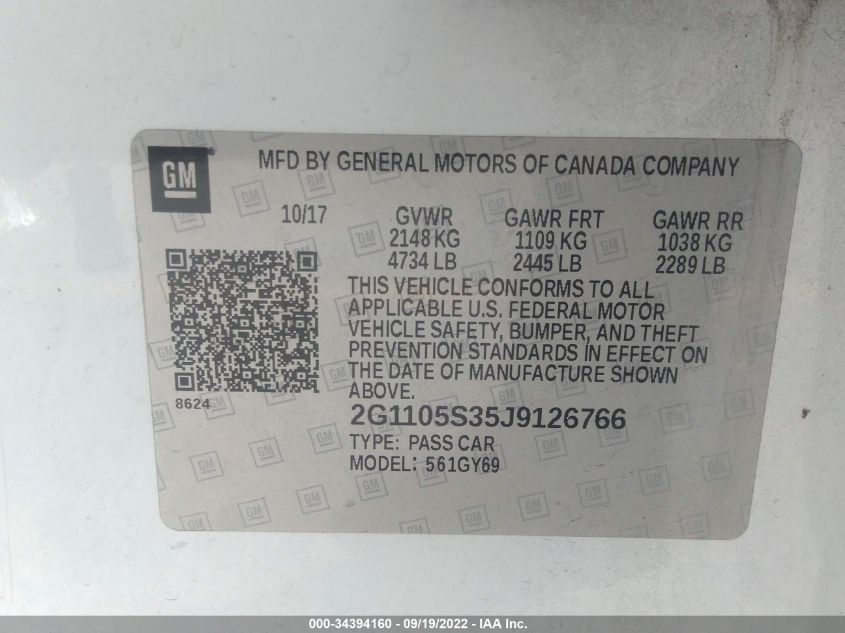 GM
MFD BY GENERAL MOTORS OF CANADA COMPANY
10/17 GVWR GAWR FRT GAWR RR
2148 KG 1109 KG 1038 KG
4734 LB 2445 LB 2289 LB
THIS VEHICLE CONFORMS TO ALL
APPLICABLE U.S. FEDERAL MOTOR
VEHICLE SAFETY, BUMPER, AND THEFT
PREVENTION STANDARDS IN EFFECT ON
THE DATE OF MANUFACTURE SHOWN
ABOVE.
8624
2G1105S35J9126766
TYPE: PASS CAR
MODEL: 561GY69
000-34394160 - 09/19/2022 - IAAI Inc.